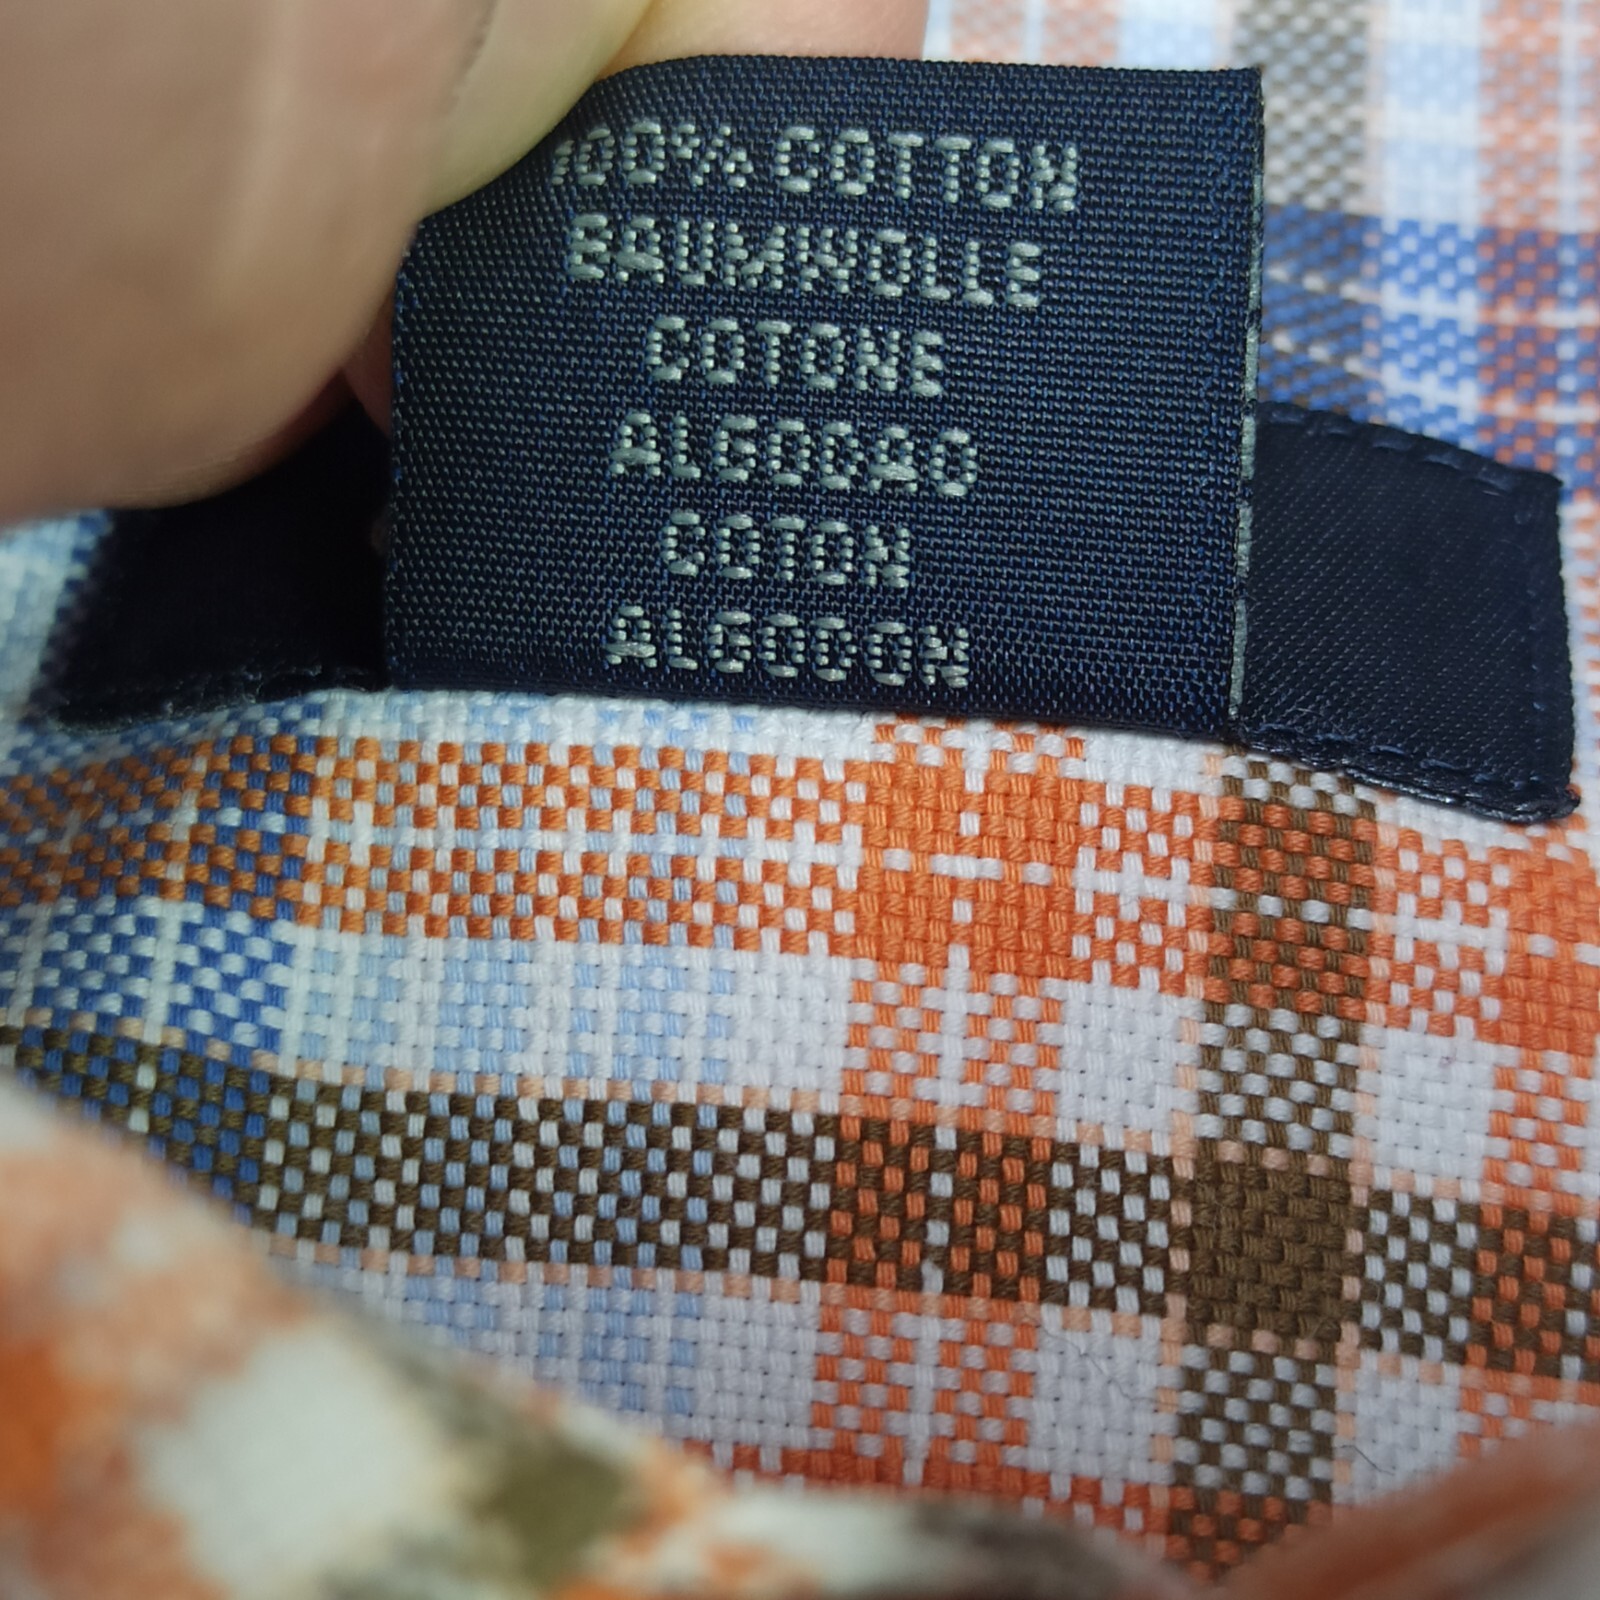 100% COTTON
BAUMWOLLE
COTONE
ALGODAO
COTON
ALGODON